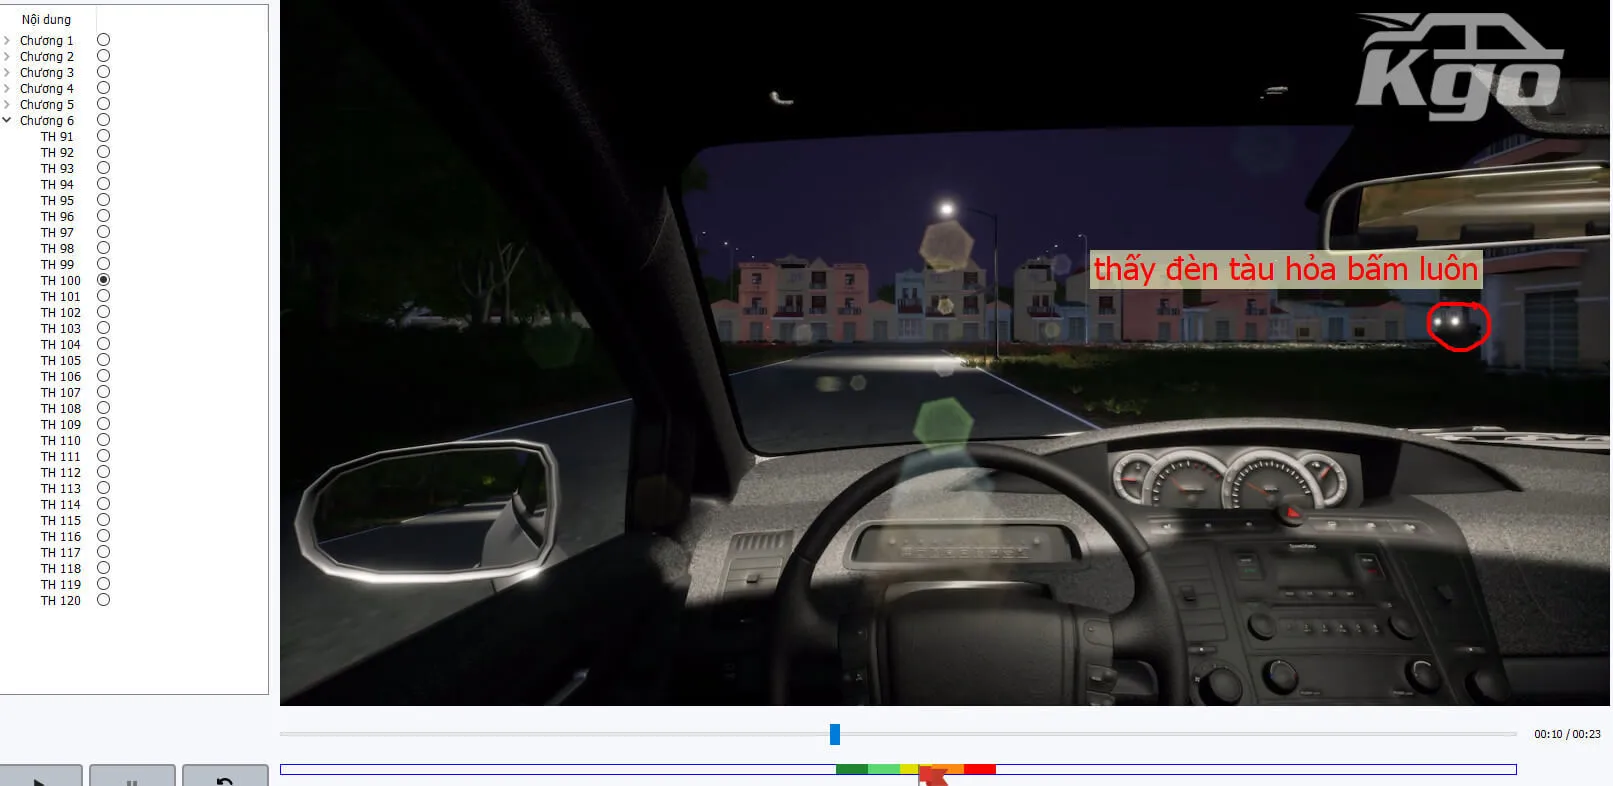 Nội dung
Chương 1
Chương 2
Chương 3
Chương 4
Chương 5
Chương 6
TH 91
TH 92
TH 93
TH 94
TH 95
TH 96
TH 97
TH 98
TH 99
TH 100
TH 101
TH 102
TH 103
TH 104
TH 105
TH 106
TH 107
TH 108
TH 109
TH 110
TH 111
TH 112
TH 113
TH 114
TH 115
TH 116
TH 117
TH 118
TH 119
TH 120
Kgo
thấy đèn tàu hỏa bấm luôn
00:10 / 00:23